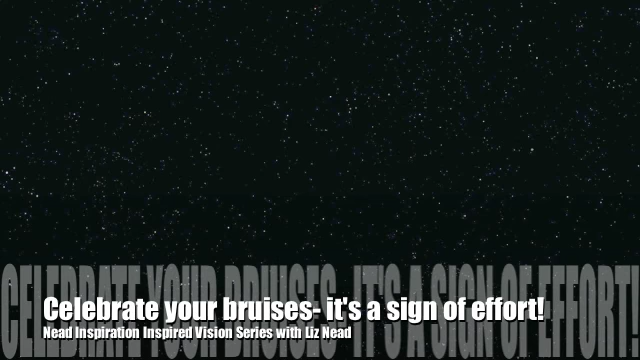 CELEBRATE YOUR BRUISES- IT'S A SIGN OF EFFORT!
Celebrate your bruises- it's a sign of effort!
Nead Inspiration Inspired Vision Series with Liz Nead